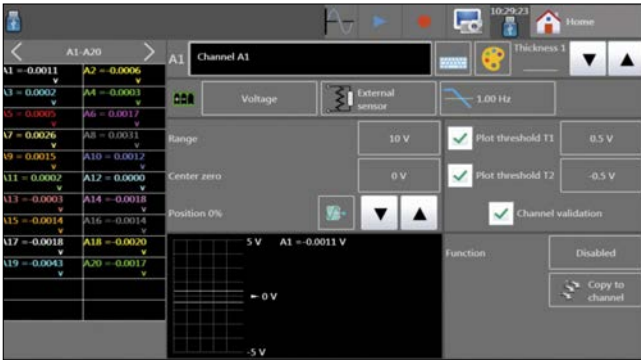 10:29:23
Home
A1-A20
A1 Channel A1
Thickness 1
A1 =-0.0011 V
A2 =-0.0006 V
A3 = 0.0002 V
A4 =-0.0003 V
A5 = 0.0005 V
A6 = 0.0017 V
A7 = 0.0026 V
A8 = 0.0031 V
A9 = 0.0015 V
A10 = 0.0012 V
A11 = 0.0002 V
A12 = 0.0000 V
A13 =-0.0003 V
A14 =-0.0018 V
A15 =-0.0014 V
A16 =-0.0014 V
A17 =-0.0018 V
A18 =-0.0020 V
A19 =-0.0043 V
A20 =-0.0017 V
Voltage
External
sensor
1.00 Hz
Range
10 V
Plot threshold T1
0.5 V
Center zero
0 V
Plot threshold T2
-0.5 V
Position 0%
Channel validation
5 V
A1 =-0.0011 V
0 V
-5 V
Function
Disabled
Copy to
channel